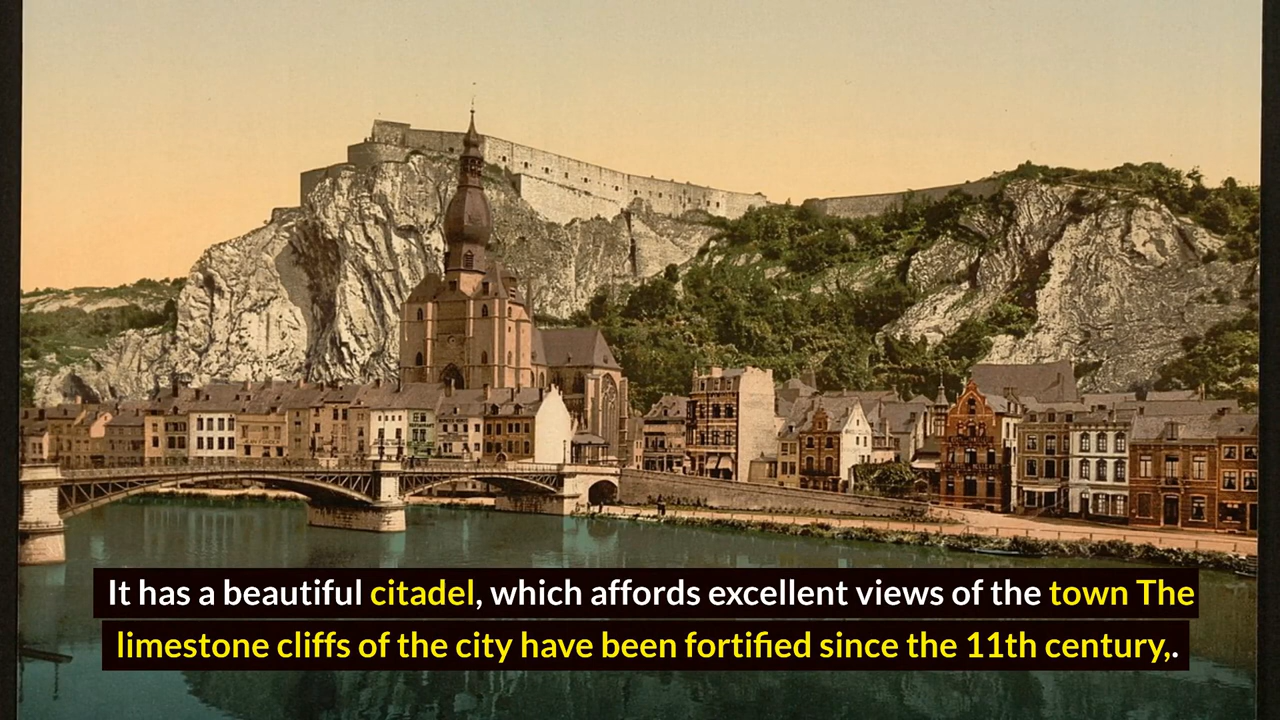 It has a beautiful citadel, which affords excellent views of the town The
limestone cliffs of the city have been fortified since the 11th century,.